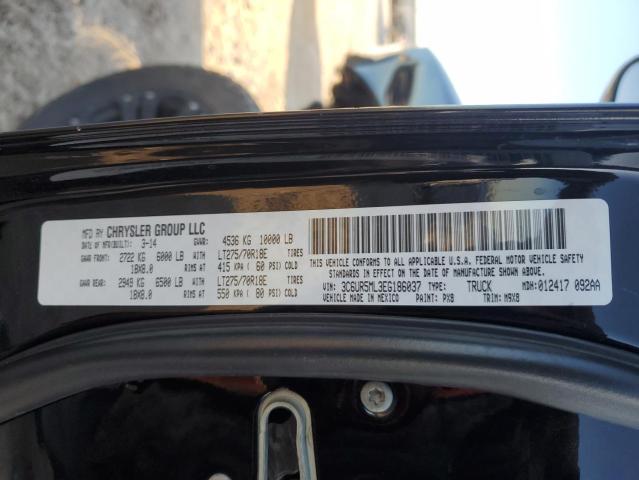 MFD BY CHRYSLER GROUP LLC
DATE OF MFR(BUILT): 3-14 GVWR: 4536 KG 10000 LB
GAWR FRONT: 2722 KG 6000 LB LT275/70R18E TIRES
18X8.0 RIMS AT 415 KPA ( 60 PSI) COLD
GAWR REAR: 2949 KG 6500 LB LT275/70R18E TIRES
18X8.0 RIMS AT 550 KPA ( 80 PSI) COLD
THIS VEHICLE CONFORMS TO ALL APPLICABLE U.S.A. FEDERAL MOTOR VEHICLE SAFETY
STANDARDS IN EFFECT ON THE DATE OF MANUFACTURE SHOWN ABOVE.
VIN: 3C6UR5ML3EG186037 TYPE: TRUCK MDH:012417 092AA
VEHICLE MADE IN MEXICO PAINT: PX8 TRIM: M9X8